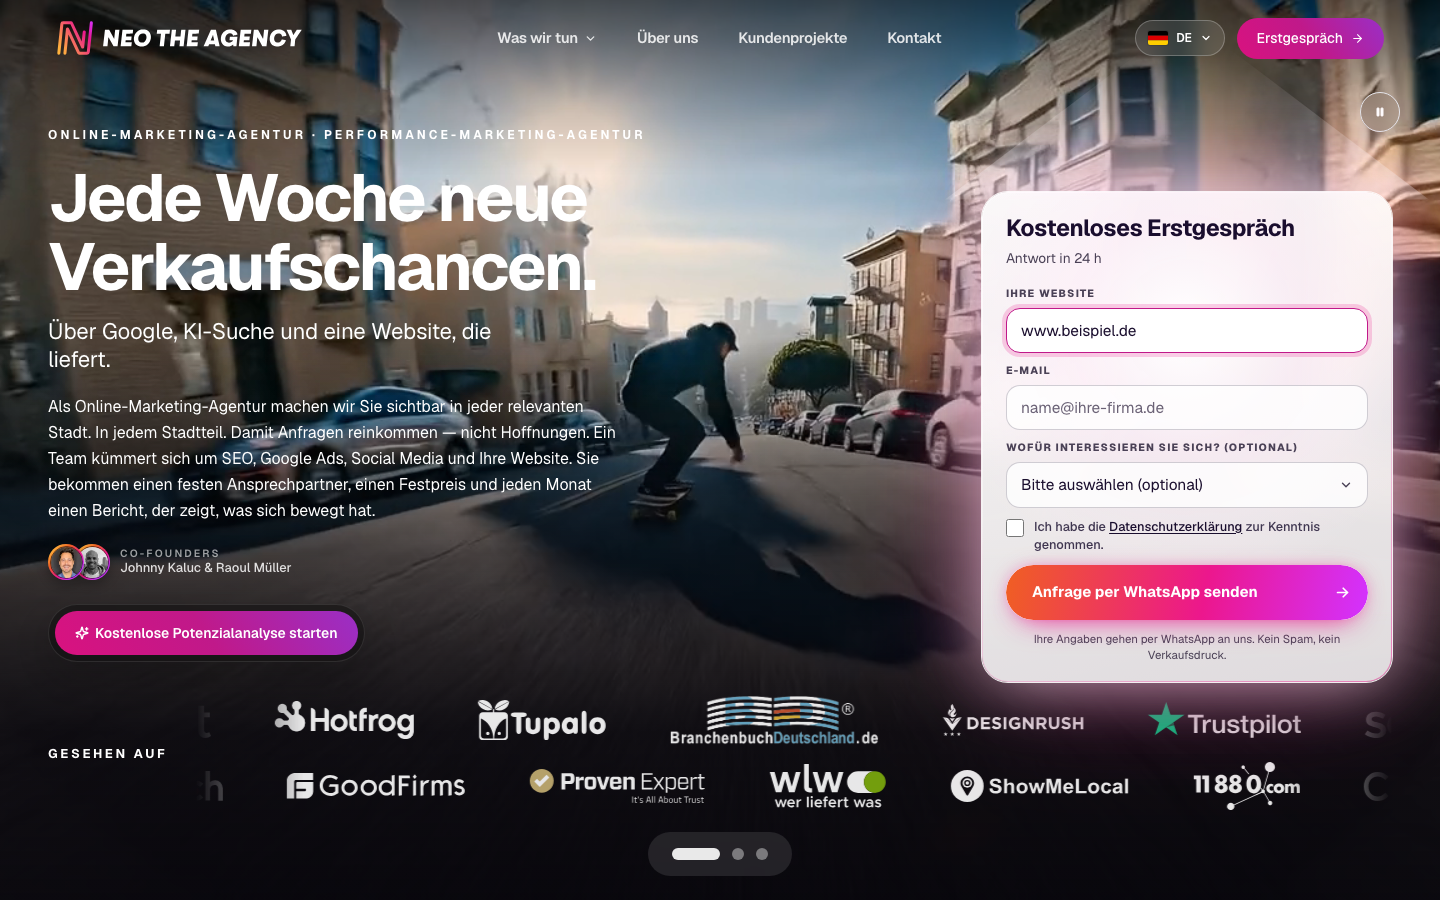 NEO THE AGENCY
Was wir tun
Über uns
Kundenprojekte
Kontakt
DE
Erstgespräch
ONLINE-MARKETING-AGENTUR · PERFORMANCE-MARKETING-AGENTUR
Jede Woche neue
Verkaufschancen.
Über Google, KI-Suche und eine Website, die
liefert.
Als Online-Marketing-Agentur machen wir Sie sichtbar in jeder relevanten
Stadt. In jedem Stadtteil. Damit Anfragen reinkommen — nicht Hoffnungen. Ein
Team kümmert sich um SEO, Google Ads, Social Media und Ihre Website. Sie
bekommen einen festen Ansprechpartner, einen Festpreis und jeden Monat
einen Bericht, der zeigt, was sich bewegt hat.
CO-FOUNDERS
Johnny Kaluc & Raoul Müller
Kostenlose Potenzialanalyse starten
Kostenloses Erstgespräch
Antwort in 24 h
IHRE WEBSITE
www.beispiel.de
E-MAIL
name@ihre-firma.de
WOFÜR INTERESSIEREN SIE SICH? (OPTIONAL)
Bitte auswählen (optional)
Ich habe die Datenschutzerklärung zur Kenntnis
genommen.
Anfrage per WhatsApp senden
Ihre Angaben gehen per WhatsApp an uns. Kein Spam, kein
Verkaufsdruck.
GESEHEN AUF
t
Hotfrog
Tupalo
BranchenbuchDeutschland.de ®
DESIGNRUSH
Trustpilot
S
ch
GoodFirms
Proven Expert
It's All About Trust
wlw
wer liefert was
ShowMeLocal
11880.com
C